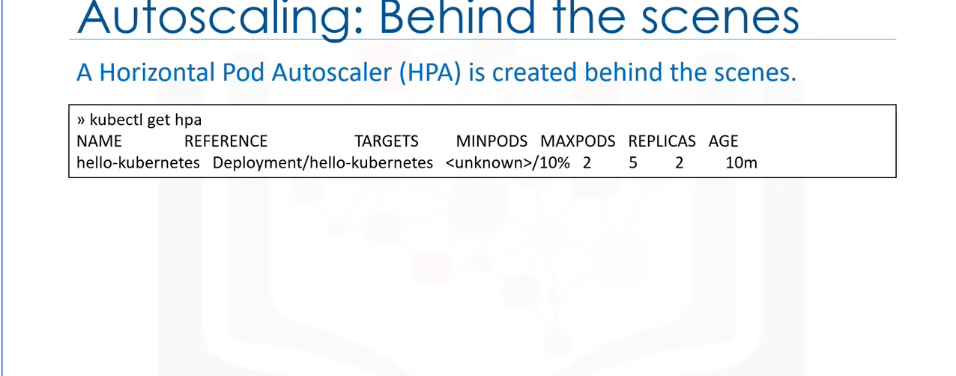 Autoscaling: Behind the scenes
A Horizontal Pod Autoscaler (HPA) is created behind the scenes.
» kubectl get hpa
NAME REFERENCE TARGETS MINPODS MAXPODS REPLICAS AGE
hello-kubernetes Deployment/hello-kubernetes <unknown>/10% 2 5 2 10m